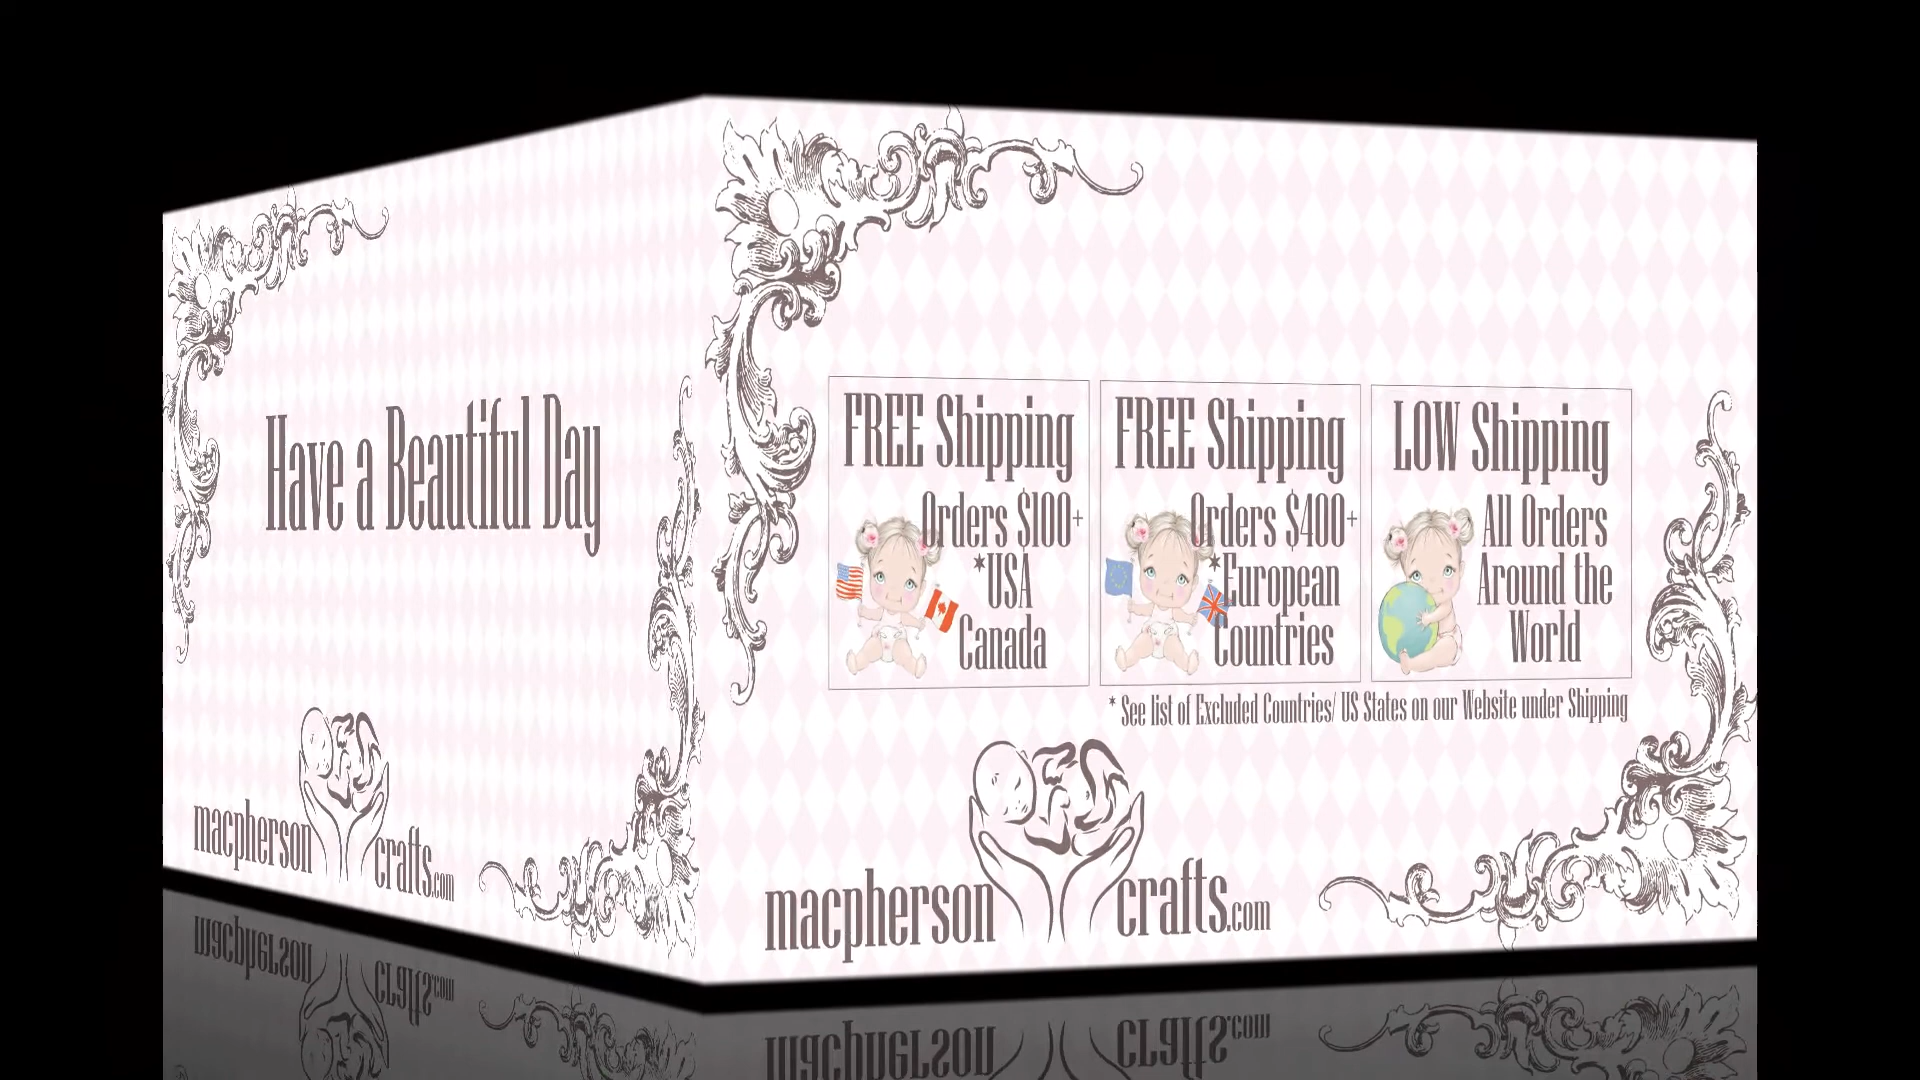 Have a Beautiful Day
macpherson crafts.com
FREE Shipping
Orders $100+
*USA
Canada
FREE Shipping
Orders $400+
*European
Countries
LOW Shipping
All Orders
Around the
World
* See list of Excluded Countries/ US States on our Website under Shipping
macpherson crafts.com